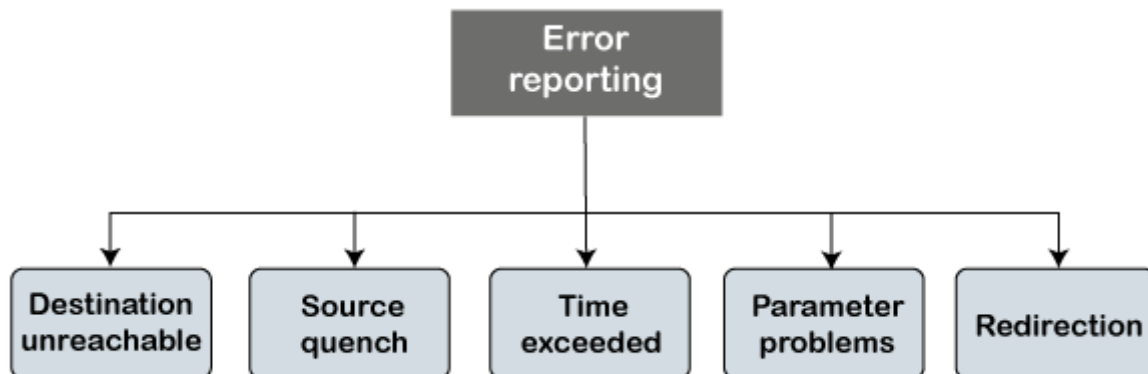 Error
reporting
Destination
unreachable
Source
quench
Time
exceeded
Parameter
problems
Redirection